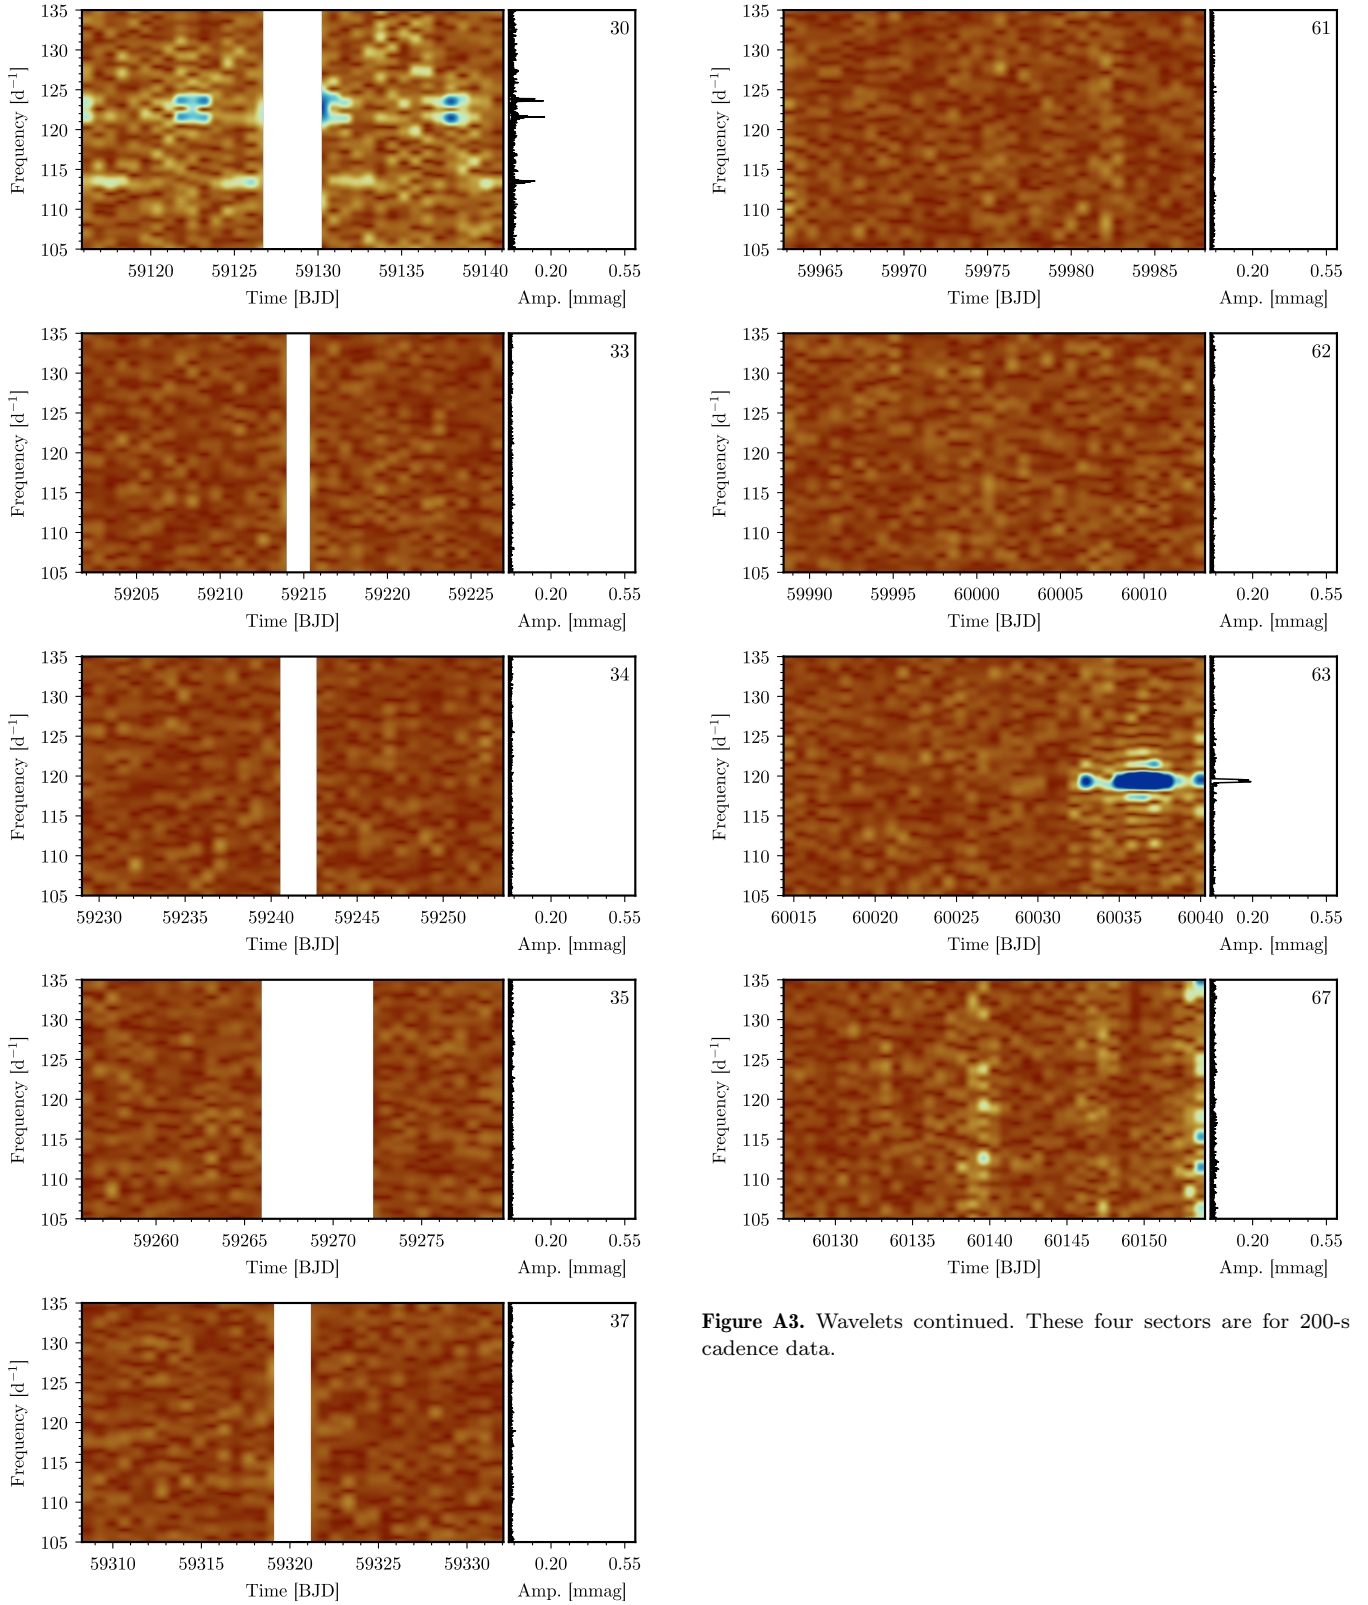 30
135
130
125
120
115
110
105
Frequency [d⁻¹]
59120 59125 59130 59135 59140
Time [BJD]
0.20 0.55
Amp. [mmag]
33
135
130
125
120
115
110
105
Frequency [d⁻¹]
59205 59210 59215 59220 59225
Time [BJD]
0.20 0.55
Amp. [mmag]
34
135
130
125
120
115
110
105
Frequency [d⁻¹]
59230 59235 59240 59245 59250
Time [BJD]
0.20 0.55
Amp. [mmag]
35
135
130
125
120
115
110
105
Frequency [d⁻¹]
59260 59265 59270 59275
Time [BJD]
0.20 0.55
Amp. [mmag]
37
135
130
125
120
115
110
105
Frequency [d⁻¹]
59310 59315 59320 59325 59330
Time [BJD]
0.20 0.55
Amp. [mmag]
61
135
130
125
120
115
110
105
Frequency [d⁻¹]
59965 59970 59975 59980 59985
Time [BJD]
0.20 0.55
Amp. [mmag]
62
135
130
125
120
115
110
105
Frequency [d⁻¹]
59990 59995 60000 60005 60010
Time [BJD]
0.20 0.55
Amp. [mmag]
63
135
130
125
120
115
110
105
Frequency [d⁻¹]
60015 60020 60025 60030 60035 60040
Time [BJD]
0.20 0.55
Amp. [mmag]
67
135
130
125
120
115
110
105
Frequency [d⁻¹]
60130 60135 60140 60145 60150
Time [BJD]
0.20 0.55
Amp. [mmag]
Figure A3. Wavelets continued. These four sectors are for 200-s
cadence data.